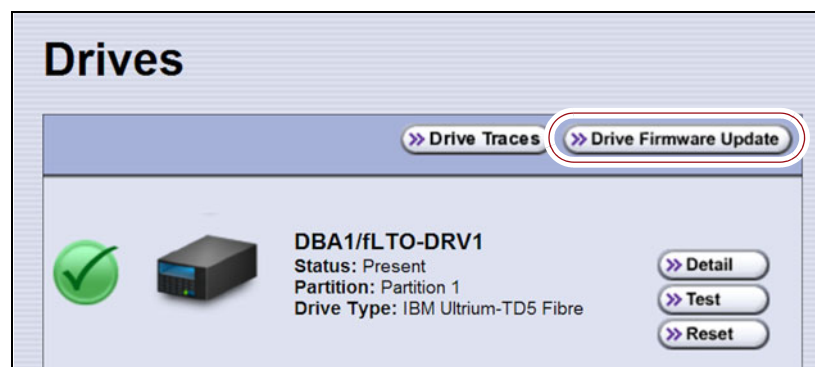 Drives
>> Drive Traces >> Drive Firmware Update
DBA1/fLTO-DRV1
Status: Present
Partition: Partition 1
Drive Type: IBM Ultrium-TD5 Fibre
>> Detail
>> Test
>> Reset